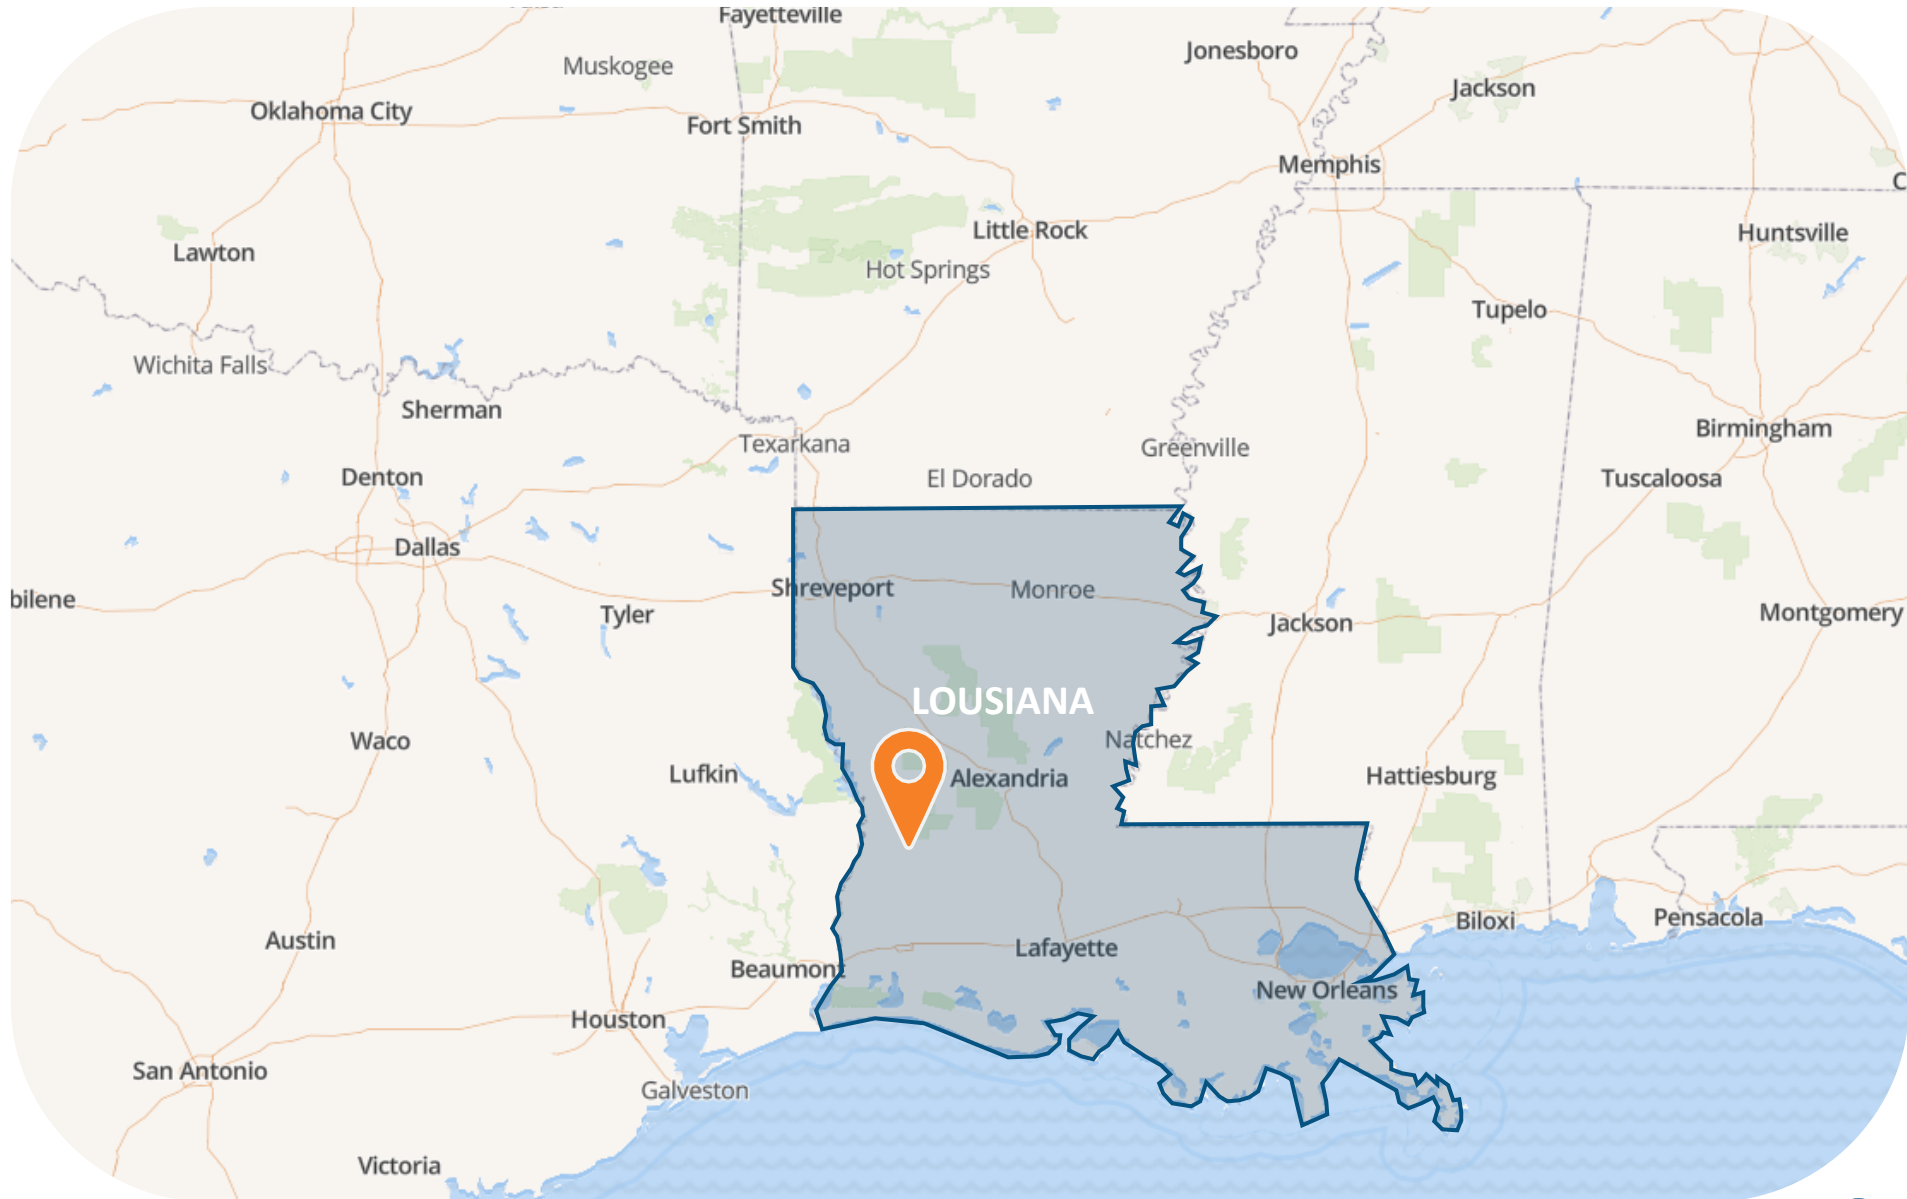 Fayetteville
Jonesboro
Muskogee
Jackson
Oklahoma City
Fort Smith
Memphis
C
Little Rock
Huntsville
Lawton
Hot Springs
Tupelo
Wichita Falls
Sherman
Birmingham
Texarkana
Greenville
El Dorado
Denton
Tuscaloosa
Dallas
Shreveport
Monroe
bilene
Tyler
Jackson
Montgomery
LOUSIANA
Waco
Natchez
Lufkin
Alexandria
Hattiesburg
Biloxi
Pensacola
Austin
Lafayette
Beaumont
New Orleans
Houston
San Antonio
Galveston
Victoria